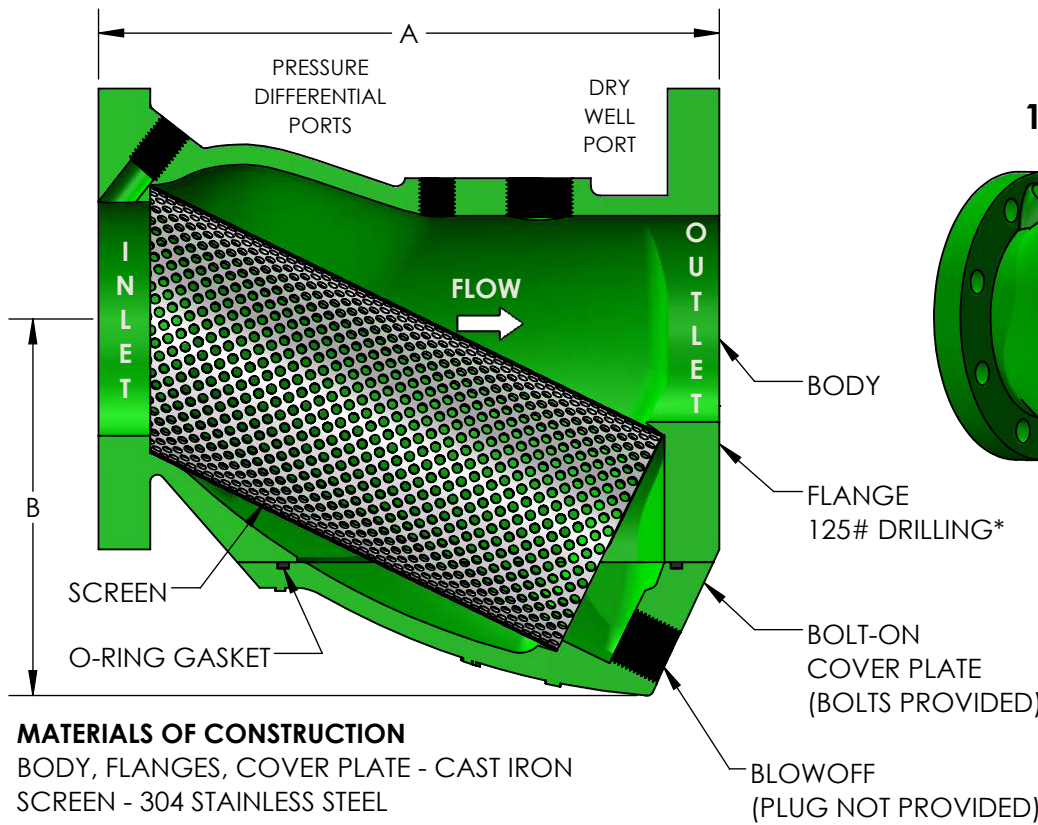 A
PRESSURE
DIFFERENTIAL
PORTS
DRY
WELL
PORT
1
INLET
FLOW
OUTLET
BODY
B
FLANGE
125# DRILLING*
SCREEN
O-RING GASKET
BOLT-ON
COVER PLATE
(BOLTS PROVIDED)
MATERIALS OF CONSTRUCTION
BODY, FLANGES, COVER PLATE - CAST IRON
SCREEN - 304 STAINLESS STEEL
BLOWOFF
(PLUG NOT PROVIDED)